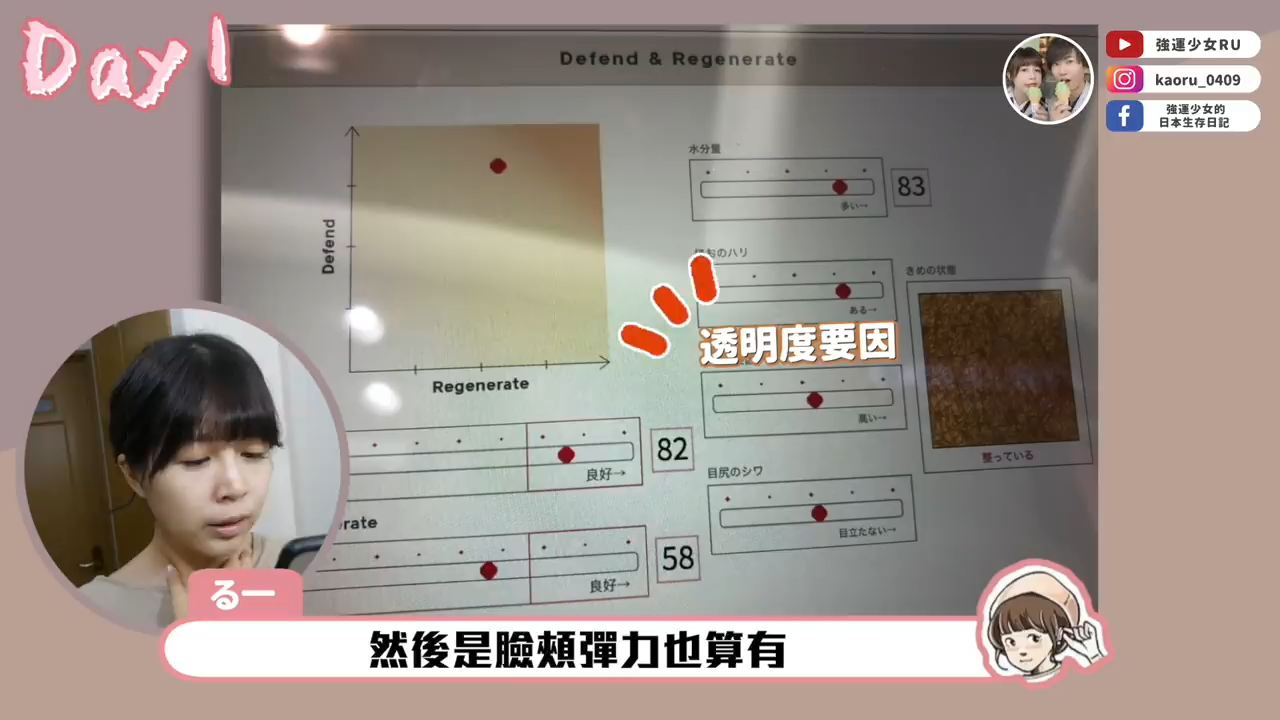 Day 1
Defend & Regenerate
強運少女RU
kaoru_0409
強運少女的
日本生存日記
Defend
Regenerate
水分量
多い→
83
おのハリ
ある→
きめの状態
整っている
透明度要因
高い→
目尻のシワ
目立たない→
良好→
82
rate
良好→
58
るー
然後是臉頰彈力也算有